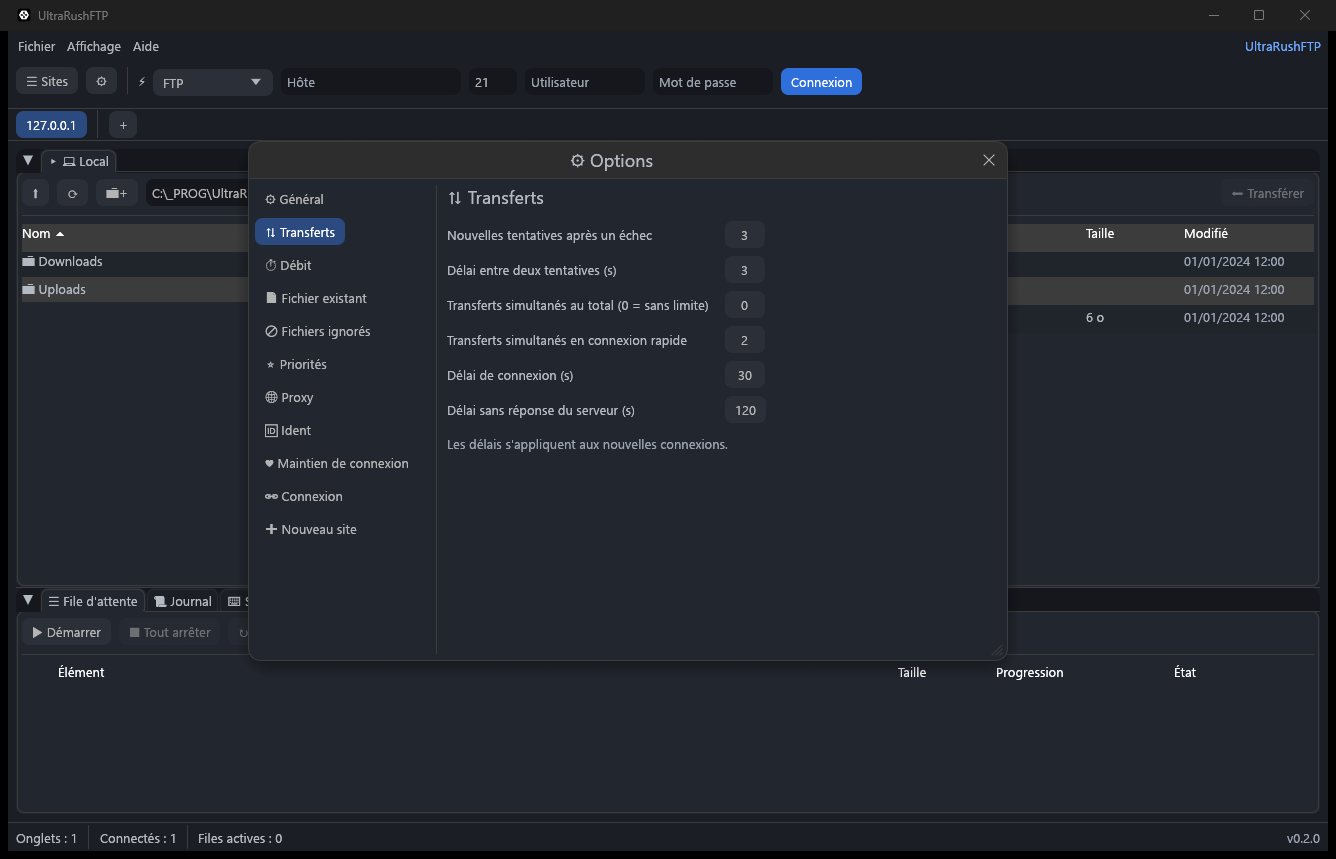 UltraRushFTP
Fichier Affichage Aide UltraRushFTP
Sites FTP Hôte 21 Utilisateur Mot de passe Connexion
127.0.0.1 +
Local
Options
C:\_PROG\UltraR
Transférer
Général
Transferts
Débit
Fichier existant
Fichiers ignorés
Priorités
Proxy
Ident
Maintien de connexion
Connexion
Nouveau site
Transferts
Nouvelles tentatives après un échec 3
Délai entre deux tentatives (s) 3
Transferts simultanés au total (0 = sans limite) 0
Transferts simultanés en connexion rapide 2
Délai de connexion (s) 30
Délai sans réponse du serveur (s) 120
Les délais s'appliquent aux nouvelles connexions.
Nom Taille Modifié
Downloads 01/01/2024 12:00
Uploads 01/01/2024 12:00
6 o 01/01/2024 12:00
File d'attente Journal S
Démarrer Tout arrêter
Élément Taille Progression État
Onglets : 1 Connectés : 1 Files actives : 0 v0.2.0